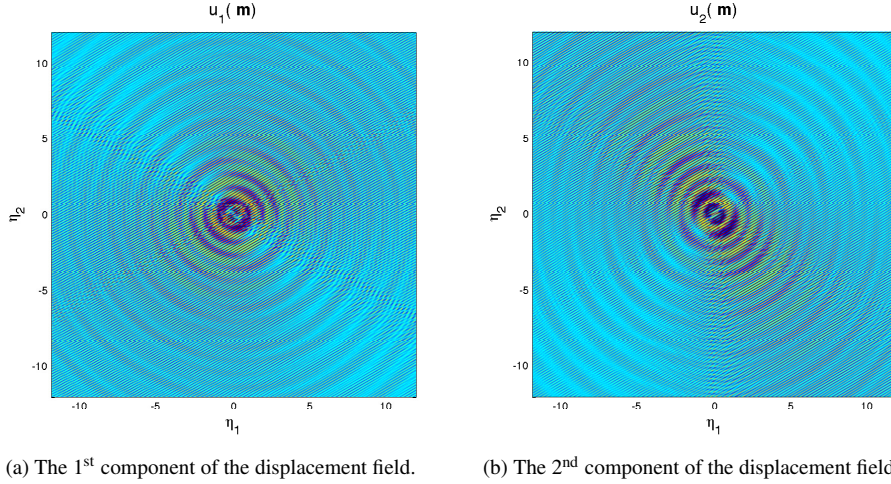 u₁( m)
u₂( m)
10
5
0
-5
-10
η₂
-10
-5
0
5
10
η₁
10
5
0
-5
-10
η₂
-10
-5
0
5
10
η₁
(a) The 1st component of the displacement field.
(b) The 2nd component of the displacement field